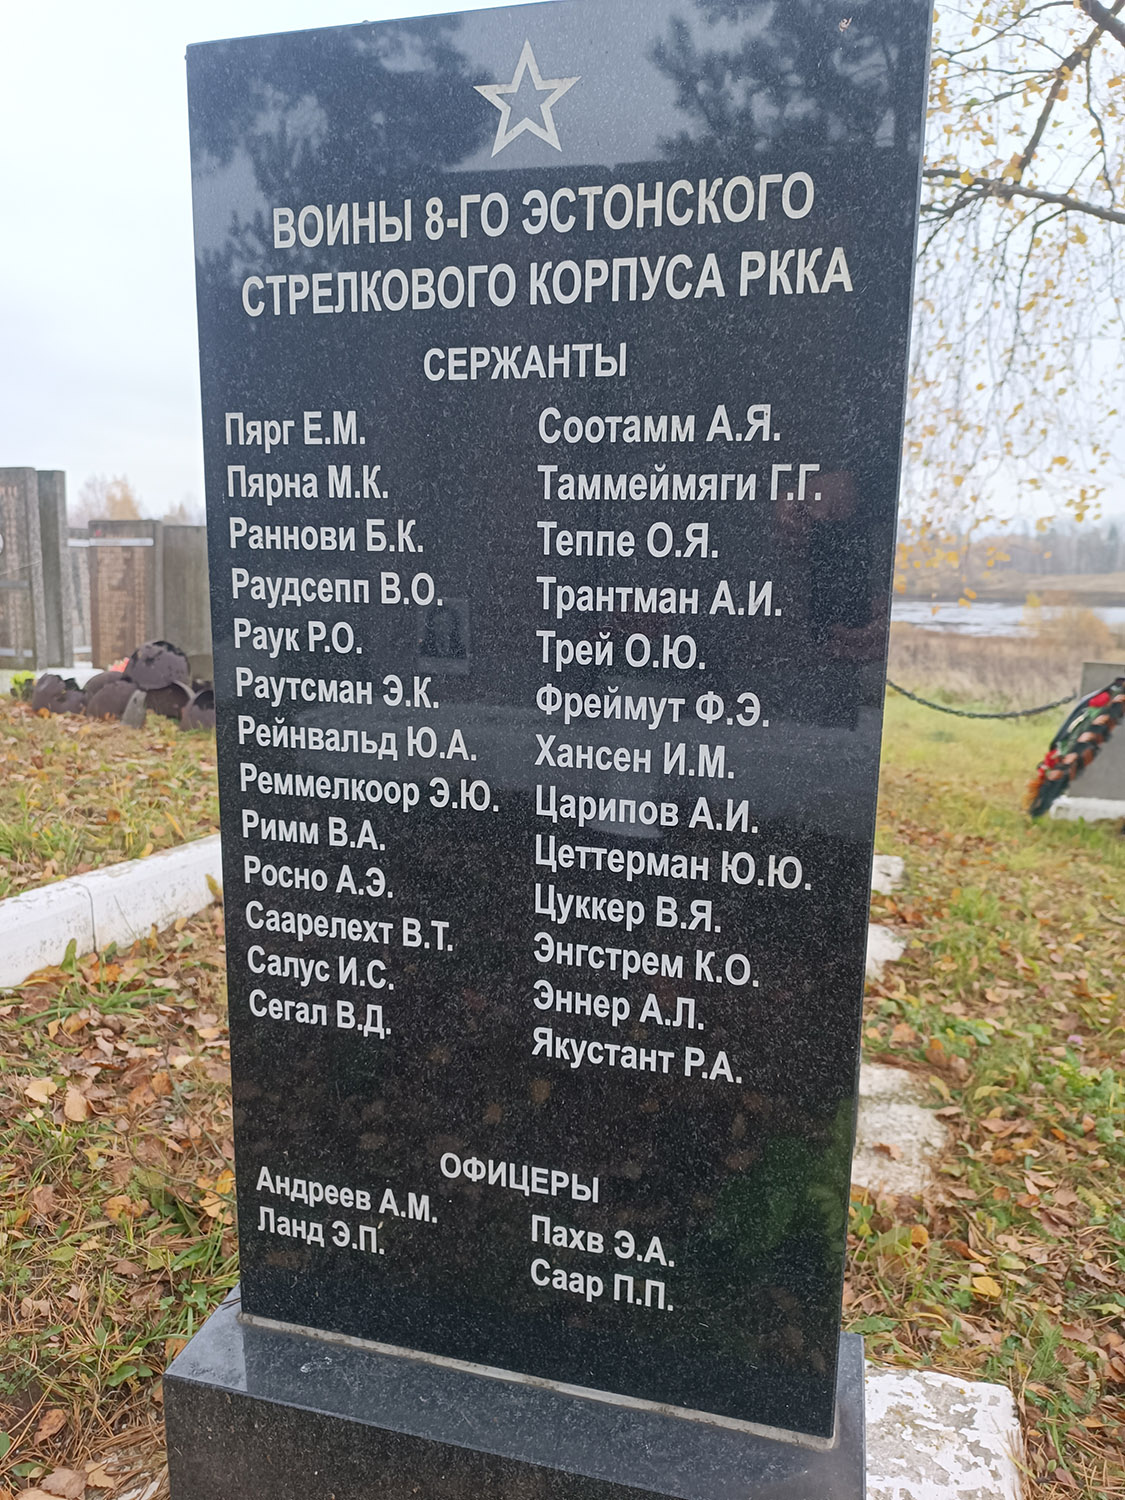 ВОИНЫ 8-ГО ЭСТОНСКОГО
СТРЕЛКОВОГО КОРПУСА РККА
СЕРЖАНТЫ
Пярг Е.М.
Пярна М.К.
Раннови Б.К.
Раудсепп В.О.
Раук Р.О.
Раутсман Э.К.
Рейнвальд Ю.А.
Реммелкоор Э.Ю.
Римм В.А.
Росно А.Э.
Саарелехт В.Т.
Салус И.С.
Сегал В.Д.
Соотамм А.Я.
Таммеймяги Г.Г.
Теппе О.Я.
Трантман А.И.
Трей О.Ю.
Фреймут Ф.Э.
Хансен И.М.
Царипов А.И.
Цеттерман Ю.Ю.
Цуккер В.Я.
Энгстрем К.О.
Эннер А.Л.
Якустант Р.А.
ОФИЦЕРЫ
Андреев А.М.
Ланд Э.П.
Пахв Э.А.
Саар П.П.